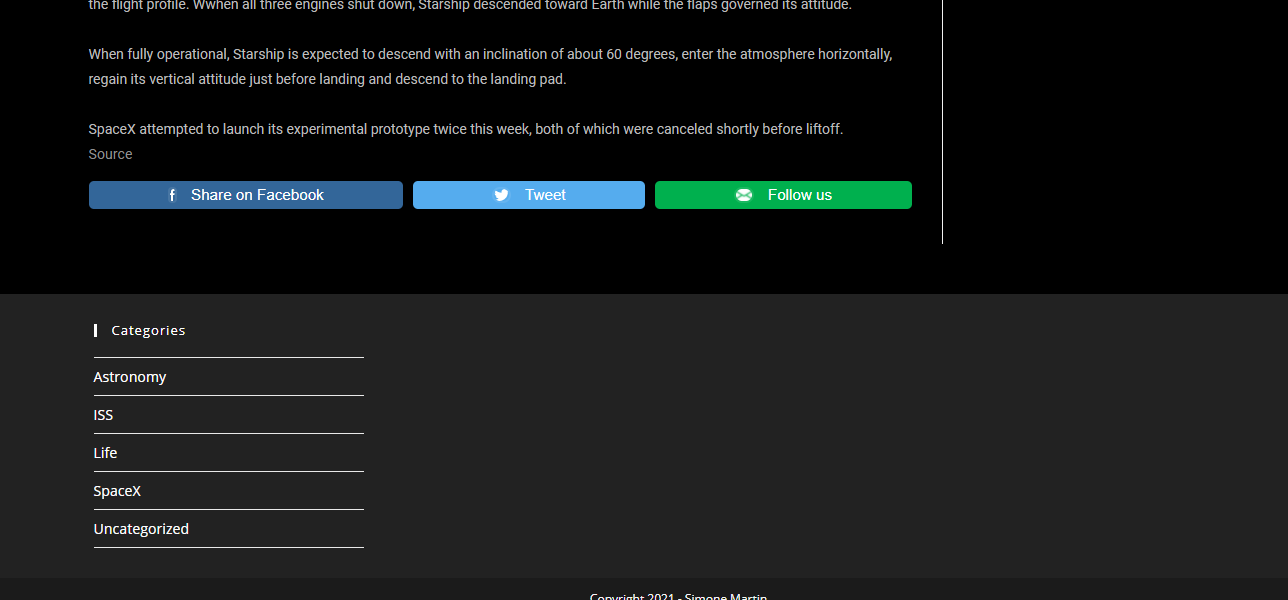 the flight profile. Wwhen all three engines shut down, Starship descended toward Earth while the flaps governed its attitude.
When fully operational, Starship is expected to descend with an inclination of about 60 degrees, enter the atmosphere horizontally,
regain its vertical attitude just before landing and descend to the landing pad.
SpaceX attempted to launch its experimental prototype twice this week, both of which were canceled shortly before liftoff.
Source
Share on Facebook
Tweet
Follow us
Categories
Astronomy
ISS
Life
SpaceX
Uncategorized
Copyright 2021 - Simone Martin